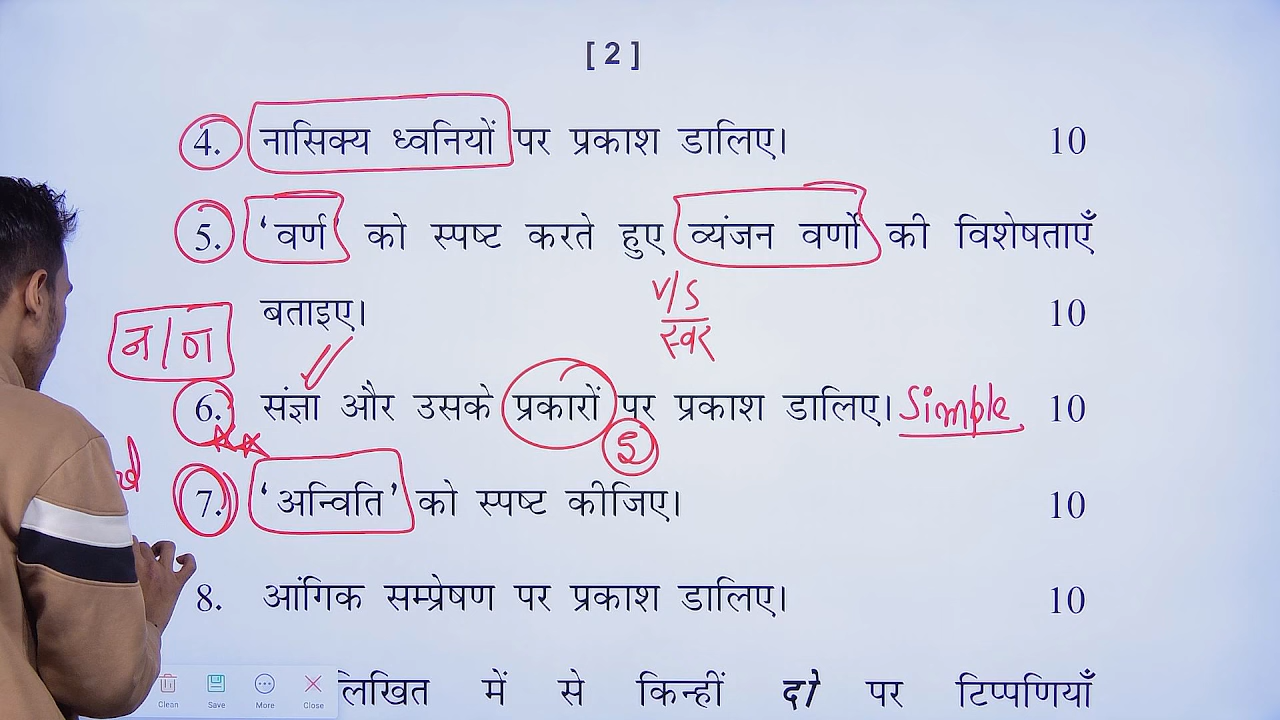 [ 2 ]
4. नासिक्य ध्वनियों पर प्रकाश डालिए। 10
5. 'वर्ण' को स्पष्ट करते हुए व्यंजन वर्णों की विशेषताएँ
बताइए। 10
V/S
स्वर
न/ण
6. संज्ञा और उसके प्रकारों पर प्रकाश डालिए। Simple 10
5
7. 'अन्विति' को स्पष्ट कीजिए। 10
8. आंगिक सम्प्रेषण पर प्रकाश डालिए। 10
लिखित में से किन्हीं दो पर टिप्पणियाँ
Clean Save More Close